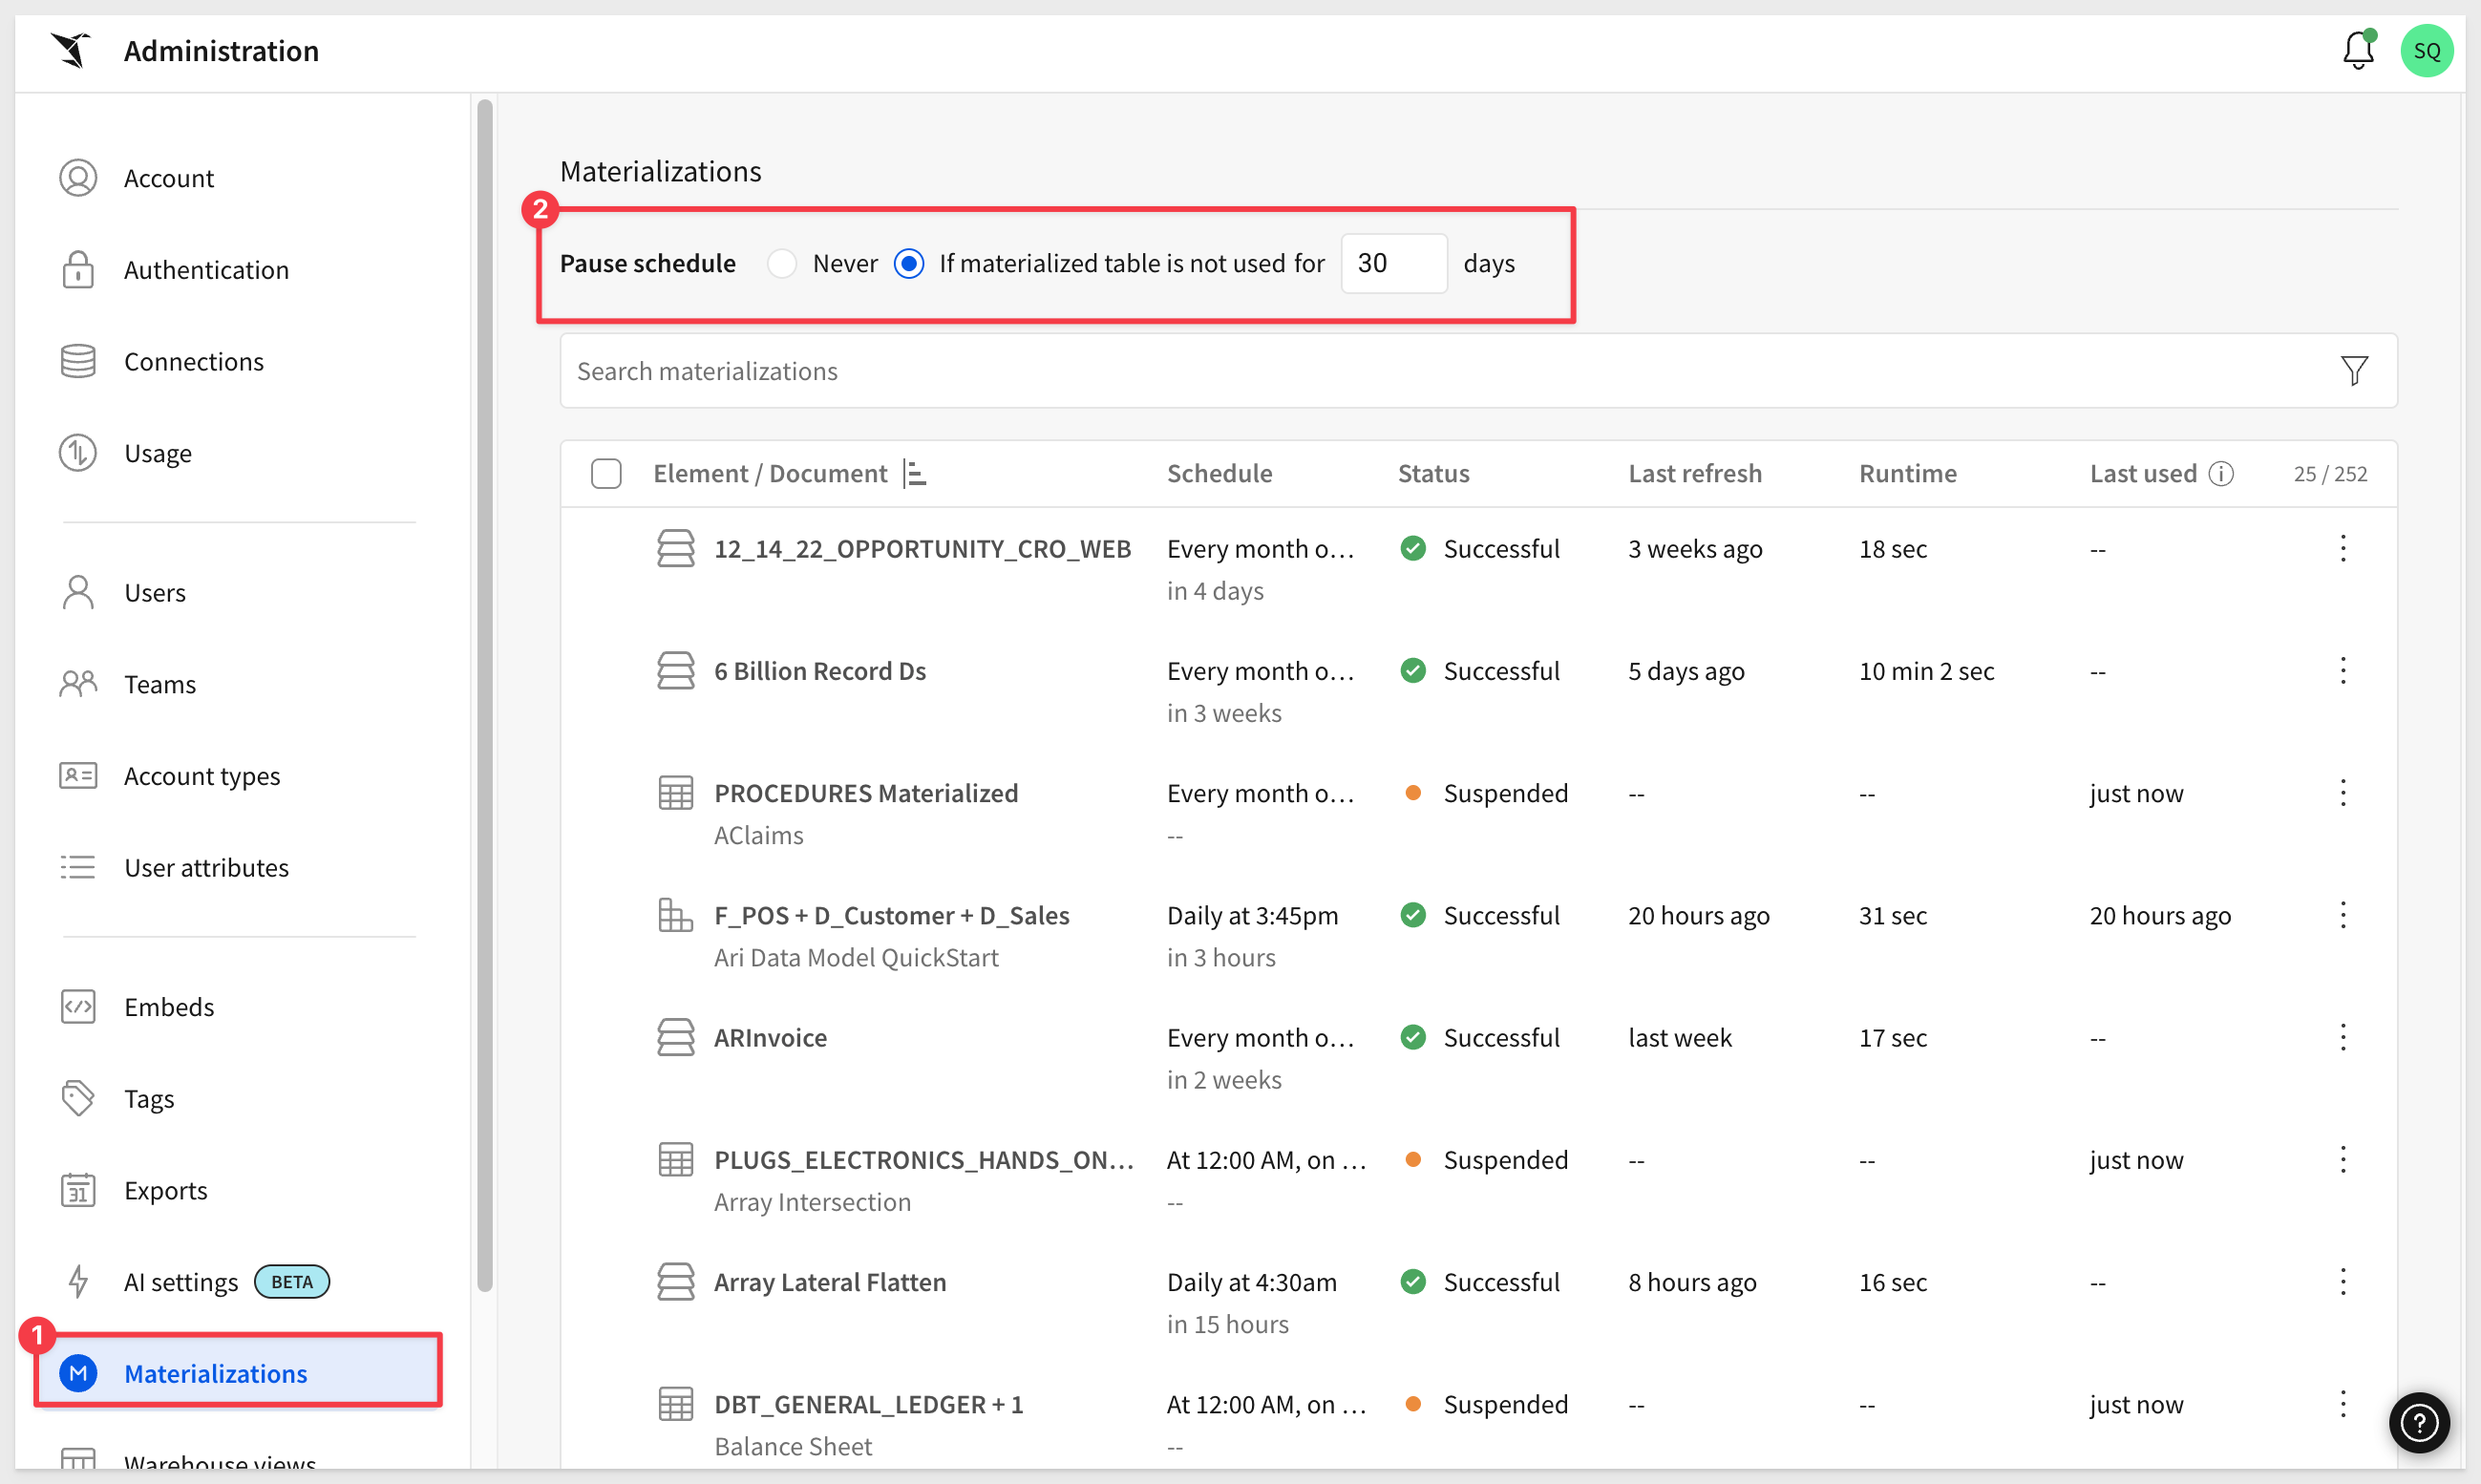 Administration
SQ
Account
Authentication
Connections
Usage
Users
Teams
Account types
User attributes
Embeds
Tags
31
Exports
AI settings BETA
1
M Materializations
Warehouse views
Materializations
2
Pause schedule Never If materialized table is not used for 30 days
Search materializations
Element / Document Schedule Status Last refresh Runtime Last used 25 / 252
12_14_22_OPPORTUNITY_CRO_WEB Every month o... Successful 3 weeks ago 18 sec --
in 4 days
6 Billion Record Ds Every month o... Successful 5 days ago 10 min 2 sec --
in 3 weeks
PROCEDURES Materialized Every month o... Suspended -- -- just now
AClaims --
F_POS + D_Customer + D_Sales Daily at 3:45pm Successful 20 hours ago 31 sec 20 hours ago
Ari Data Model QuickStart in 3 hours
ARInvoice Every month o... Successful last week 17 sec --
in 2 weeks
PLUGS_ELECTRONICS_HANDS_ON... At 12:00 AM, on ... Suspended -- -- just now
Array Intersection --
Array Lateral Flatten Daily at 4:30am Successful 8 hours ago 16 sec --
in 15 hours
DBT_GENERAL_LEDGER + 1 At 12:00 AM, on ... Suspended -- -- just now
Balance Sheet --
?